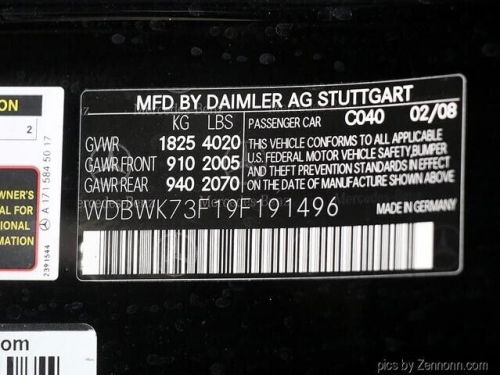 ION
2
WNER'S
AL FOR
IONAL
MATION
A 171 584 50 17
2391544
om
MFD BY DAIMLER AG STUTTGART
KG LBS PASSENGER CAR C040 02/08
GVWR 1825 4020
GAWR FRONT 910 2005
GAWR REAR 940 2070
THIS VEHICLE CONFORMS TO ALL APPLICABLE
U.S. FEDERAL MOTOR VEHICLE SAFETY,BUMPER
AND THEFT PREVENTION STANDARDS IN EFFECT
ON THE DATE OF MANUFACTURE SHOWN ABOVE
WDBWK73F19F191496 MADE IN GERMANY
pics by Zennonn.com